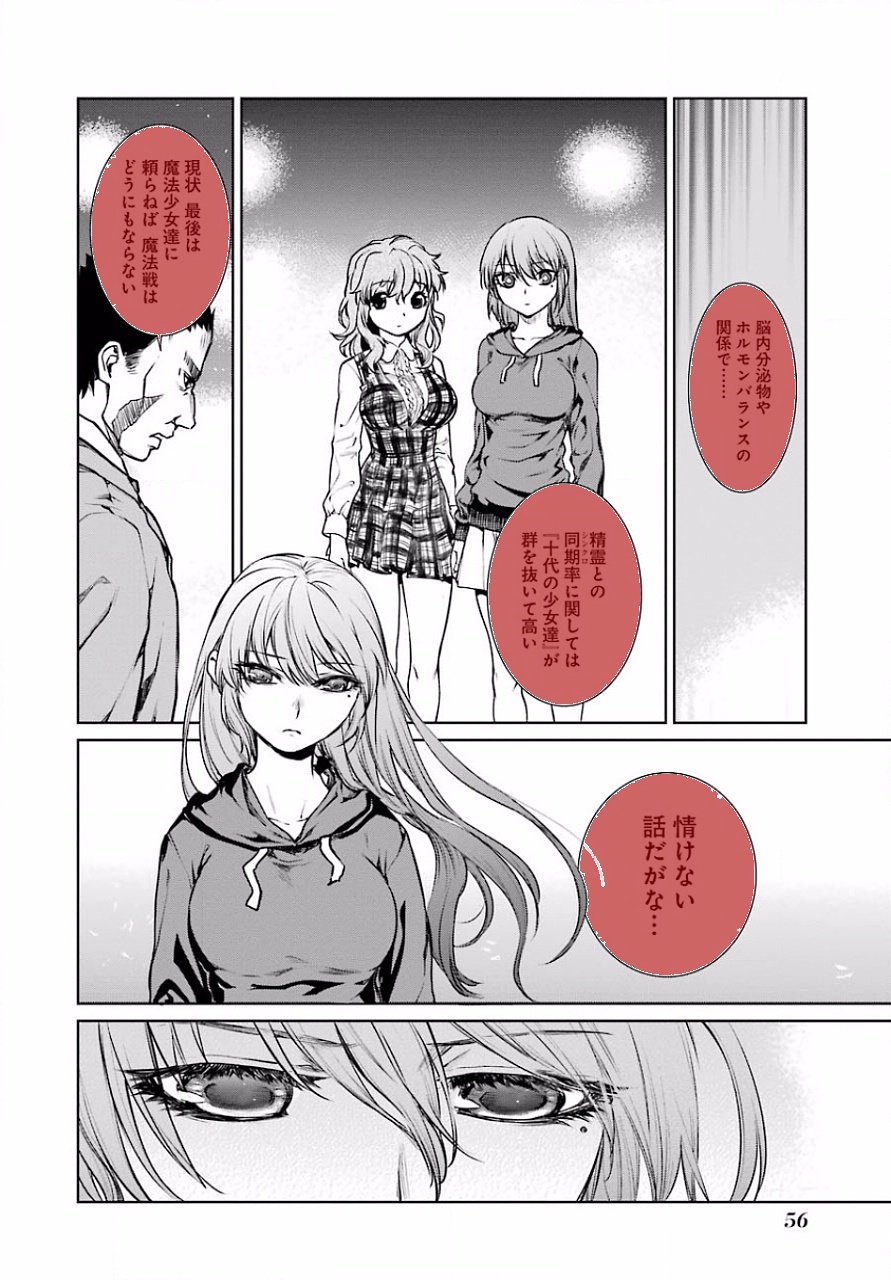 脳内分泌物や
ホルモンバランスの
関係で……
精霊との
同期率に関しては
シンクロ
『十代の少女達』が
群を抜いて高い
現状 最後は
魔法少女達に
頼らねば 魔法戦は
どうにもならない
情けない
話だがな…
56